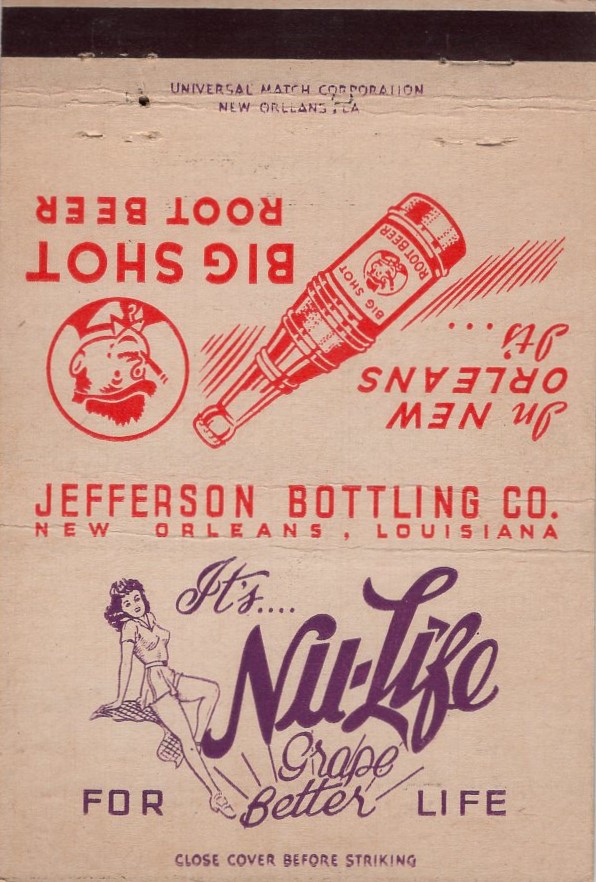 UNIVERSAL MATCH CORPORATION
NEW ORLEANS, LA
In NEW
ORLEANS
It's...
BIG SHOT
ROOT BEER
BIG SHOT
ROOT BEER
JEFFERSON BOTTLING CO.
NEW ORLEANS, LOUISIANA
It's....
Nu-Life
Grape
FOR Better LIFE
CLOSE COVER BEFORE STRIKING